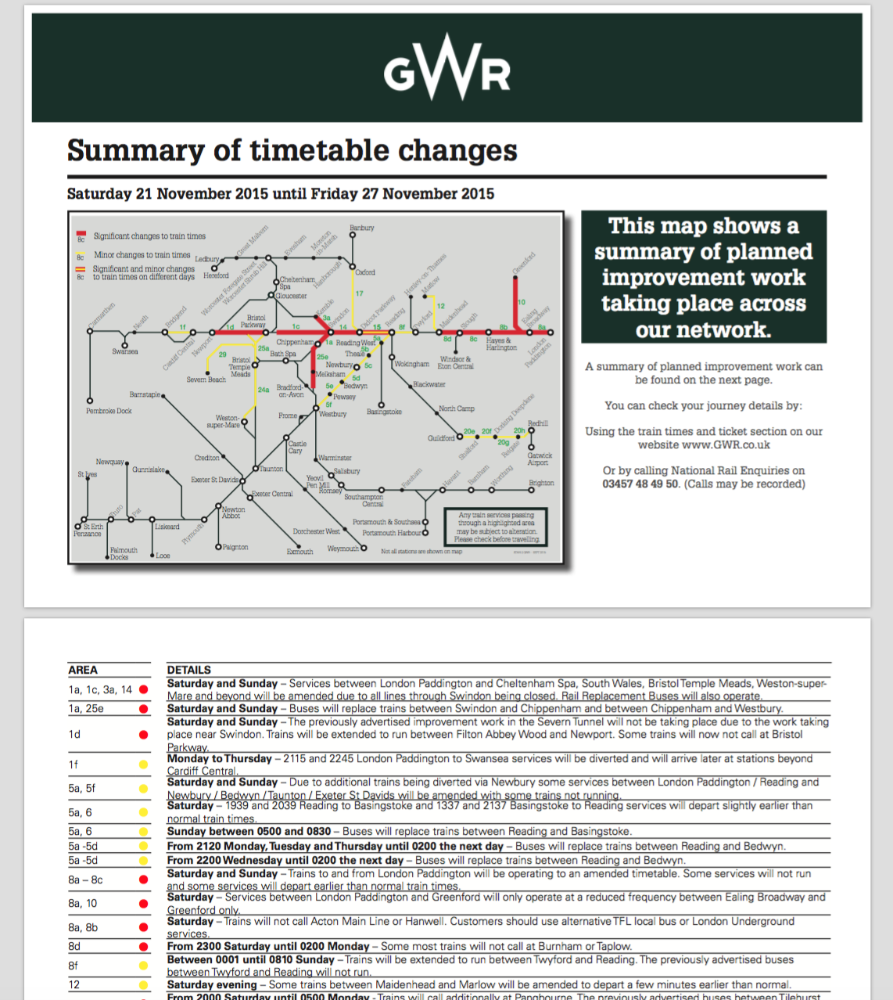 GWR
Summary of timetable changes
Saturday 21 November 2015 until Friday 27 November 2015
8c Significant changes to train times
8c Minor changes to train times
8c Significant and minor changes
to train times on different days
Banbury
Great Malvern
Evesham
Moreton
-in-Marsh
Ledbury
Hereford
Worcester Foregate Street
Worcester Shrub Hill
Hanborough
Oxford
Henley-on-Thames
Marlow
Greenford
Cheltenham
Spa
Gloucester
17
12
10
Carmarthen
Neath
Bridgend
1f
Cardiff Central
Newport
1d
Bristol
Parkway
1c
Kemble
3a
Swindon
14
Didcot Parkway
15
Reading
8f
Twyford
Maidenhead
8d
Slough
8c
8b
Hayes &
Harlington
Ealing
Broadway
8a
London
Paddington
Swansea
29
25a
Chippenham
1a
Reading West
5a
5b
Theale
Bath Spa
25e
Newbury
5c
Wokingham
Windsor &
Eton Central
Severn Beach
Bristol
Temple
Meads
Melksham
5d
Bedwyn
5e
Pewsey
5f
Blackwater
24a
Bradford-
on-Avon
Barnstaple
Pembroke Dock
Weston-
super-Mare
Frome
Westbury
Basingstoke
North Camp
Guildford
20e
Shalford
20f
20g
Dorking Deepdene
Reigate
20h
Redhill
Gatwick
Airport
Castle
Cary
Newquay
Gunnislake
St Ives
Crediton
Exeter St Davids
Taunton
Warminster
Salisbury
Yeovil
Pen Mill
Romsey
Fareham
Havant
Barnham
Worthing
Brighton
Exeter Central
Southampton
Central
Truro
Par
Newton
Abbot
St Erth
Penzance
Liskeard
Plymouth
Portsmouth & Southsea
Portsmouth Harbour
Dorchester West
Falmouth
Docks
Looe
Paignton
Exmouth
Weymouth
Any train services passing
through a highlighted area
may be subject to alteration.
Please check before travelling.
Not all stations are shown on map
This map shows a
summary of planned
improvement work
taking place across
our network.
A summary of planned improvement work can
be found on the next page.
You can check your journey details by:
Using the train times and ticket section on our
website www.GWR.co.uk
Or by calling National Rail Enquiries on
03457 48 49 50. (Calls may be recorded)
AREA DETAILS
1a, 1c, 3a, 14 Saturday and Sunday – Services between London Paddington and Cheltenham Spa, South Wales, Bristol Temple Meads, Weston-super-
Mare and beyond will be amended due to all lines through Swindon being closed. Rail Replacement Buses will also operate.
1a, 25e Saturday and Sunday – Buses will replace trains between Swindon and Chippenham and between Chippenham and Westbury.
1d Saturday and Sunday – The previously advertised improvement work in the Severn Tunnel will not be taking place due to the work taking
place near Swindon. Trains will be extended to run between Filton Abbey Wood and Newport. Some trains will now not call at Bristol
Parkway.
1f Monday to Thursday – 2115 and 2245 London Paddington to Swansea services will be diverted and will arrive later at stations beyond
Cardiff Central.
5a, 5f Saturday and Sunday – Due to additional trains being diverted via Newbury some services between London Paddington / Reading and
Newbury / Bedwyn / Taunton / Exeter St Davids will be amended with some trains not running.
5a, 6 Saturday – 1939 and 2039 Reading to Basingstoke and 1337 and 2137 Basingstoke to Reading services will depart slightly earlier than
normal train times.
5a, 6 Sunday between 0500 and 0830 – Buses will replace trains between Reading and Basingstoke.
5a -5d From 2120 Monday, Tuesday and Thursday until 0200 the next day – Buses will replace trains between Reading and Bedwyn.
5a -5d From 2200 Wednesday until 0200 the next day – Buses will replace trains between Reading and Bedwyn.
8a – 8c Saturday and Sunday – Trains to and from London Paddington will be operating to an amended timetable. Some services will not run
and some services will depart earlier than normal train times.
8a, 10 Saturday – Services between London Paddington and Greenford will only operate at a reduced frequency between Ealing Broadway and
Greenford only.
8a, 8b Saturday – Trains will not call Acton Main Line or Hanwell. Customers should use alternative TFL local bus or London Underground
services.
8d From 2300 Saturday until 0200 Monday – Some most trains will not call at Burnham or Taplow.
8f Between 0001 until 0810 Sunday – Trains will be extended to run between Twyford and Reading. The previously advertised buses
between Twyford and Reading will not run.
12 Saturday evening – Some trains between Maidenhead and Marlow will be amended to depart a few minutes earlier than normal.
From 2000 Saturday until 0500 Monday - Trains will call additionally at Pangbourne. The previously advertised buses between Tilehurst